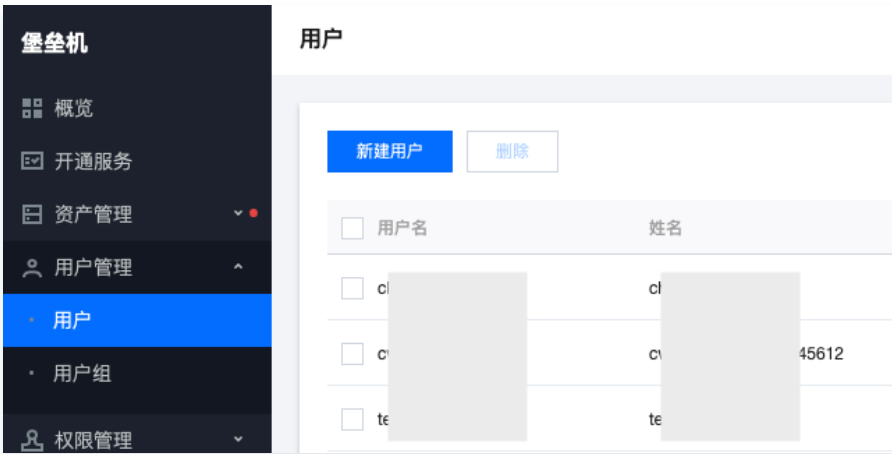 堡垒机
概览
开通服务
资产管理
用户管理
用户
用户组
权限管理
用户
新建用户 删除
用户名 姓名
45612